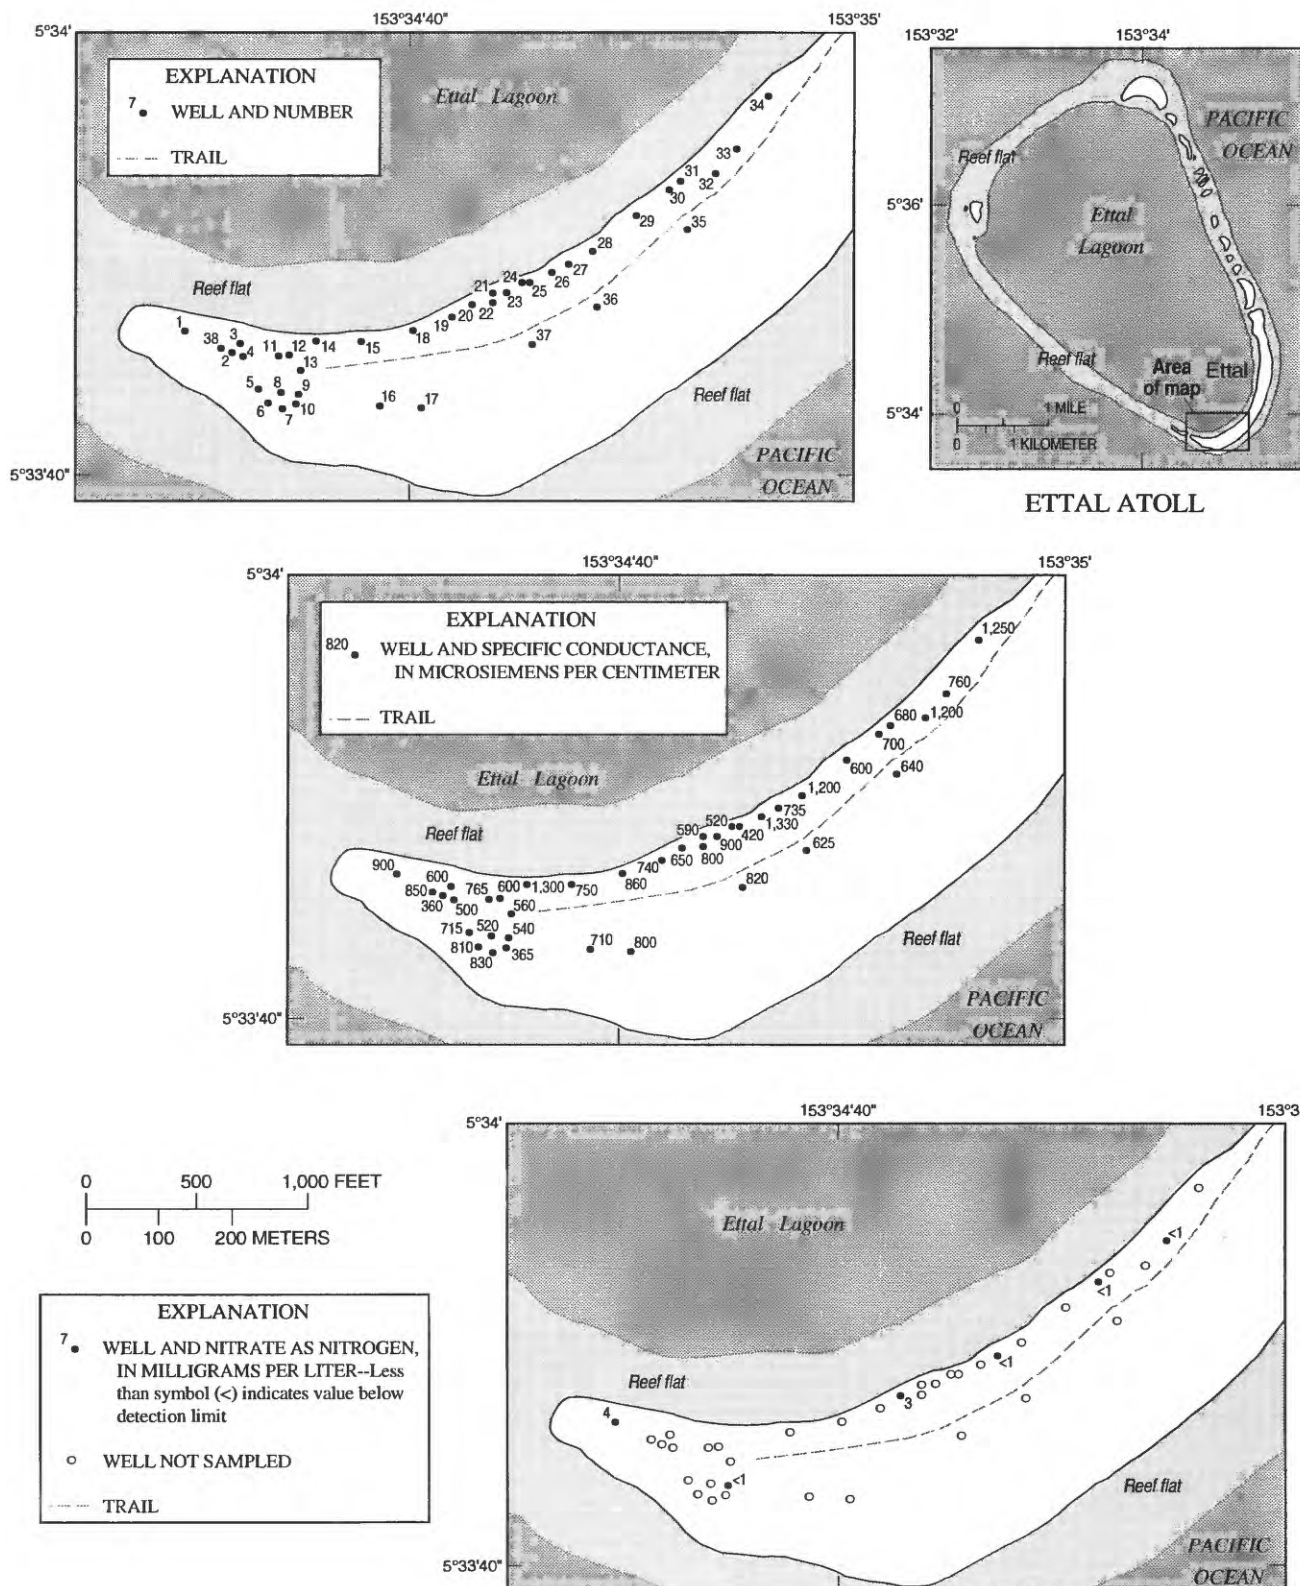 153°34'40"
153°35'
5°34'
EXPLANATION
7
WELL AND NUMBER
TRAIL
Ettal Lagoon
34
33
31
32
30
29
35
28
27
24
26
21
25
36
23
22
20
19
37
18
Reef flat
1
3
38
12
14
11
15
2
4
13
5
8
9
16
17
6
10
7
Reef flat
5°33'40"
PACIFIC
OCEAN
153°32'
153°34'
PACIFIC
OCEAN
Reef flat
5°36'
Ettal
Lagoon
Reef flat
Area
of map
Ettal
5°34'
0
1 MILE
0
1 KILOMETER
ETTAL ATOLL
153°34'40"
153°35'
5°34'
EXPLANATION
820
WELL AND SPECIFIC CONDUCTANCE,
IN MICROSIEMENS PER CENTIMETER
TRAIL
Ettal Lagoon
1,250
760
680
1,200
700
600
640
1,200
735
520
1,330
590
420
625
900
800
650
740
820
860
Reef flat
900
600
850
765
600
1,300
750
360
500
560
715
520
540
710
800
810
365
830
Reef flat
5°33'40"
PACIFIC
OCEAN
153°34'40"
153°3
5°34'
0 500 1,000 FEET
0 100 200 METERS
EXPLANATION
7
WELL AND NITRATE AS NITROGEN,
IN MILLIGRAMS PER LITER--Less
than symbol (<) indicates value below
detection limit
WELL NOT SAMPLED
TRAIL
Ettal Lagoon
<1
<1
<1
Reef flat
3
4
<1
Reef flat
5°33'40"
PACIFIC
OCEAN